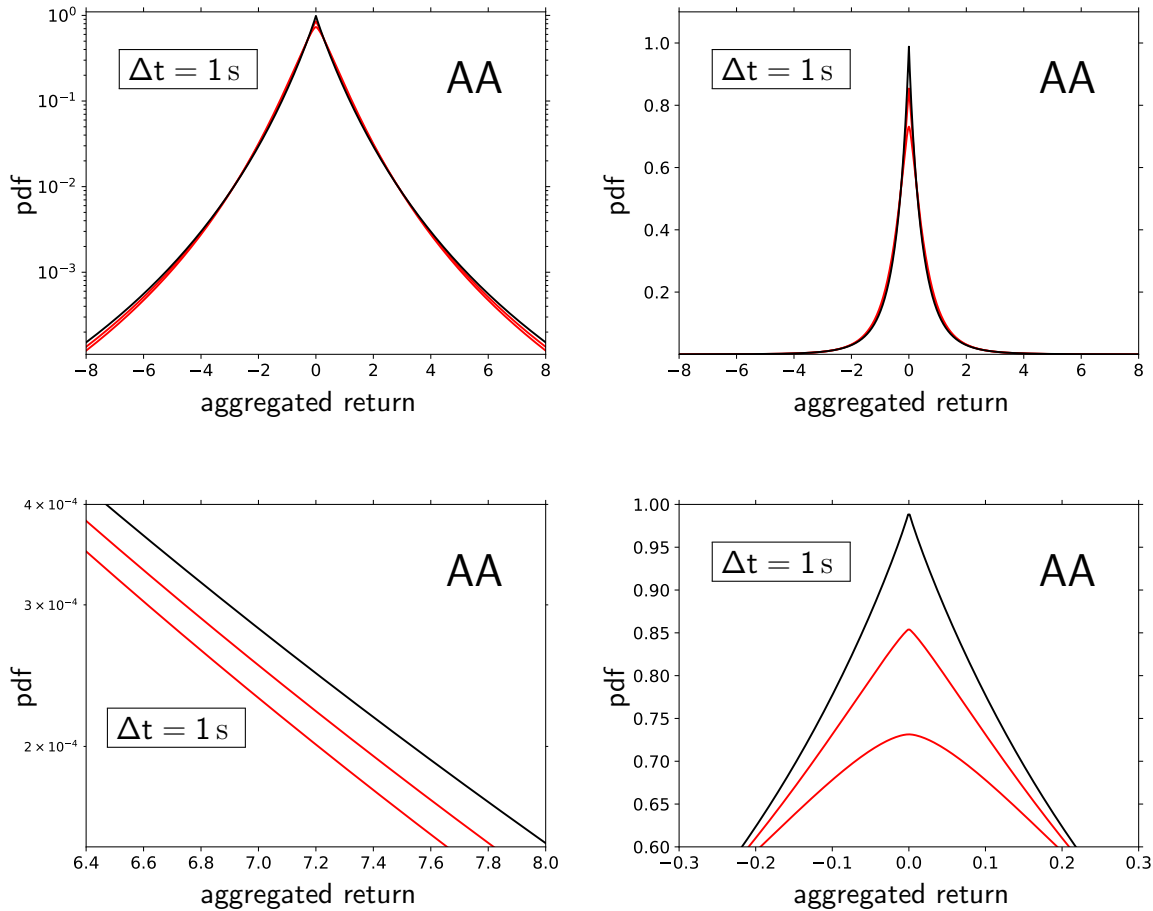 10⁰
10⁻¹
10⁻²
10⁻³
pdf
Δt = 1 s
AA
−8 −6 −4 −2 0 2 4 6 8
aggregated return
1.0
0.8
0.6
0.4
0.2
pdf
Δt = 1 s
AA
−8 −6 −4 −2 0 2 4 6 8
aggregated return
4 × 10⁻⁴
3 × 10⁻⁴
2 × 10⁻⁴
pdf
AA
Δt = 1 s
6.4 6.6 6.8 7.0 7.2 7.4 7.6 7.8 8.0
aggregated return
1.00
0.95
0.90
0.85
0.80
0.75
0.70
0.65
0.60
pdf
Δt = 1 s
AA
−0.3 −0.2 −0.1 0.0 0.1 0.2 0.3
aggregated return